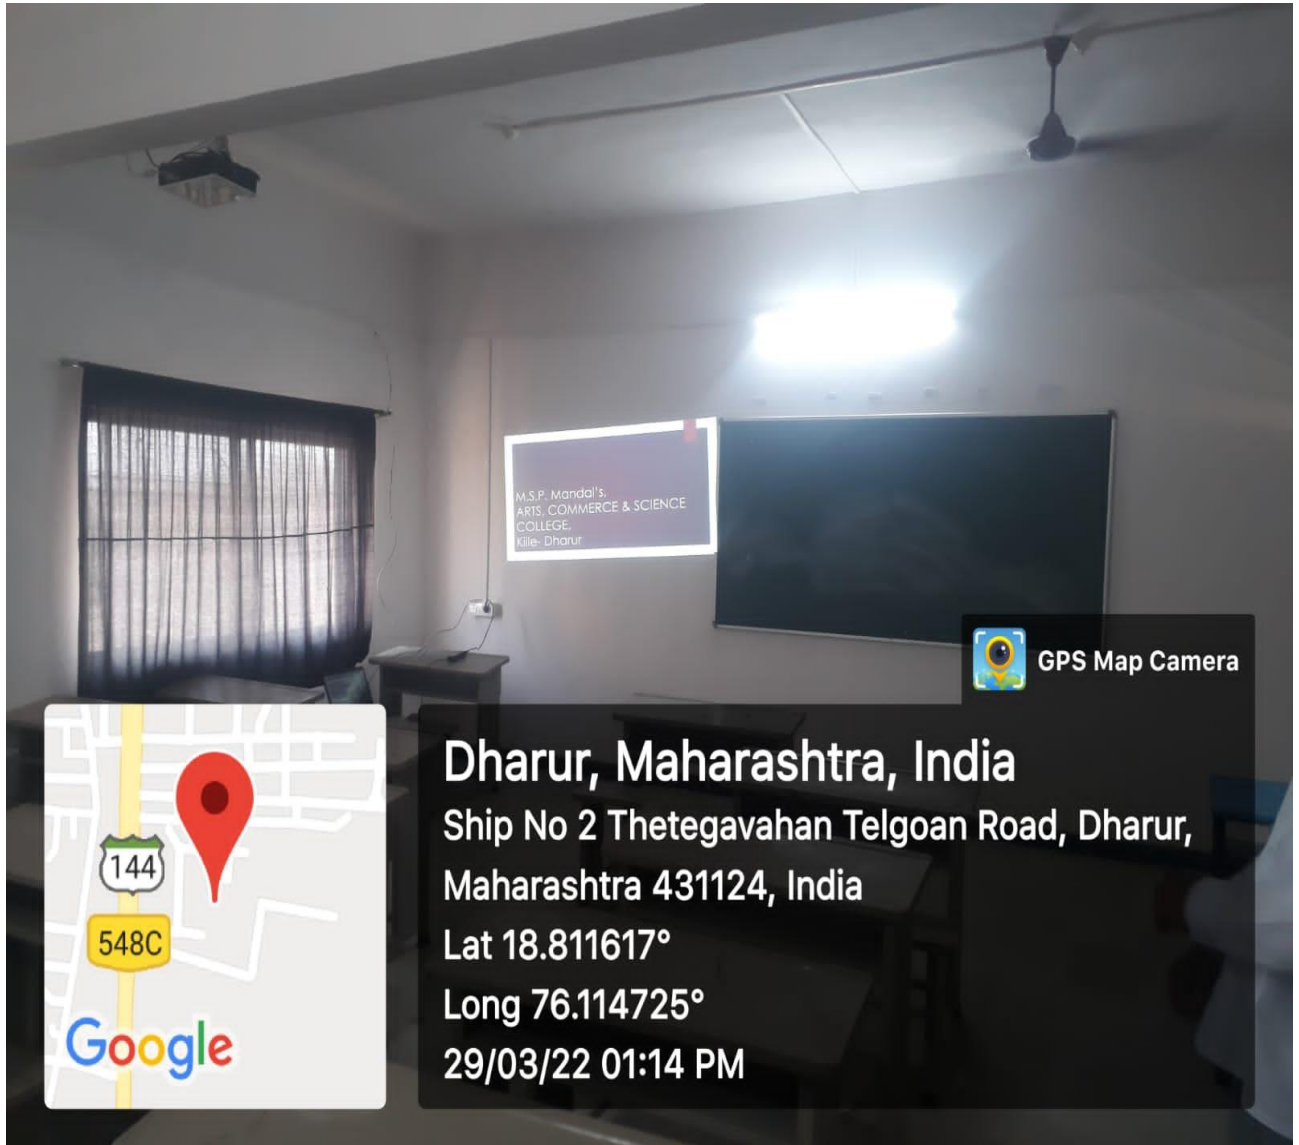 M.S.P. Mandal's,
ARTS, COMMERCE & SCIENCE
COLLEGE,
Kille- Dharur
GPS Map Camera
Dharur, Maharashtra, India
Ship No 2 Thetegavahan Telgoan Road, Dharur,
Maharashtra 431124, India
Lat 18.811617°
Long 76.114725°
29/03/22 01:14 PM
144
548C
Google